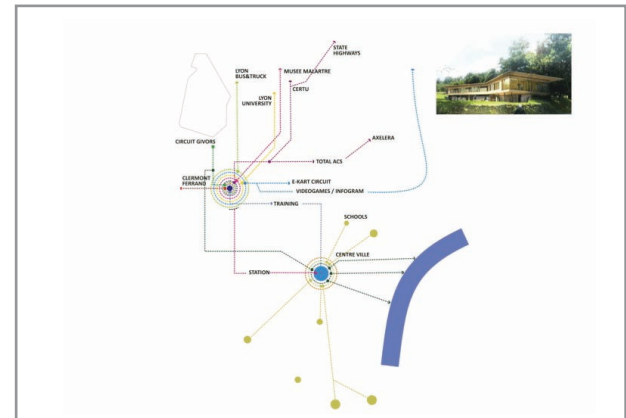 STATE
HIGHWAYS
LYON
BUS&TRUCK
MUSEE MALARTRE
CERTU
LYON
UNIVERSITY
CIRCUIT GIVORS
AXELERA
TOTAL ACS
CLERMONT
FERRAND
E-KART CIRCUIT
VIDEOGAMES / INFOGRAM
TRAINING
SCHOOLS
CENTRE VILLE
STATION